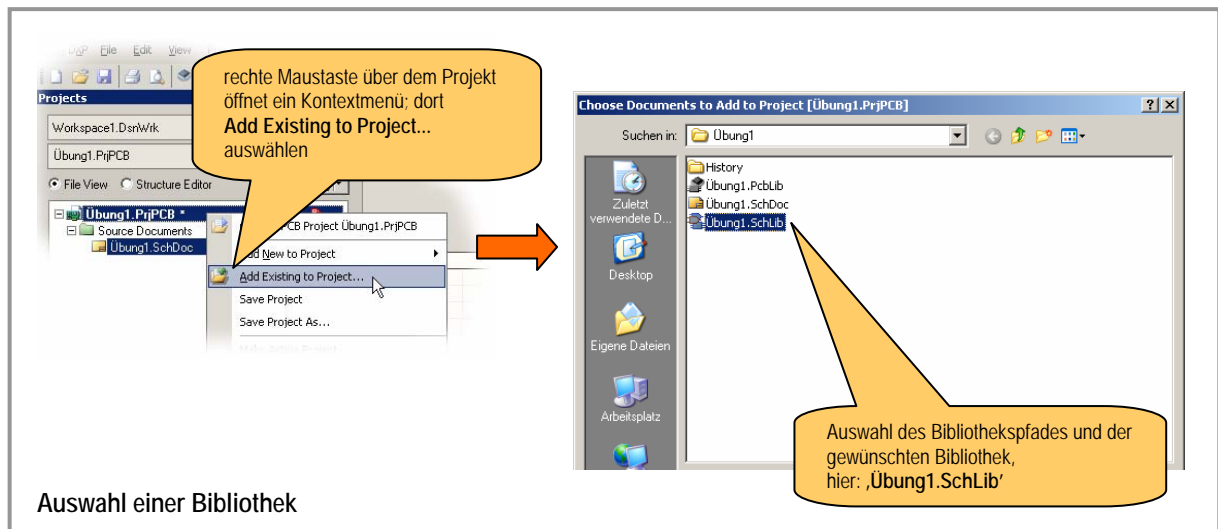 File Edit View
rechte Maustaste über dem Projekt
öffnet ein Kontextmenü; dort
Add Existing to Project...
auswählen
Projects
Workspace1.DsnWrk
Übung1.PrjPCB
File View Structure Editor
Übung1.PrjPCB *
Source Documents
Übung1.SchDoc
PCB Project Übung1.PrjPCB
Add New to Project
Add Existing to Project...
Save Project
Save Project As...
Choose Documents to Add to Project [Übung1.PrjPCB]
Suchen in:
Übung1
Zuletzt
verwendete D...
Desktop
Eigene Dateien
Arbeitsplatz
History
Übung1.PcbLib
Übung1.SchDoc
Übung1.SchLib
Auswahl des Bibliothekspfades und der
gewünschten Bibliothek,
hier: ‚Übung1.SchLib'
Auswahl einer Bibliothek